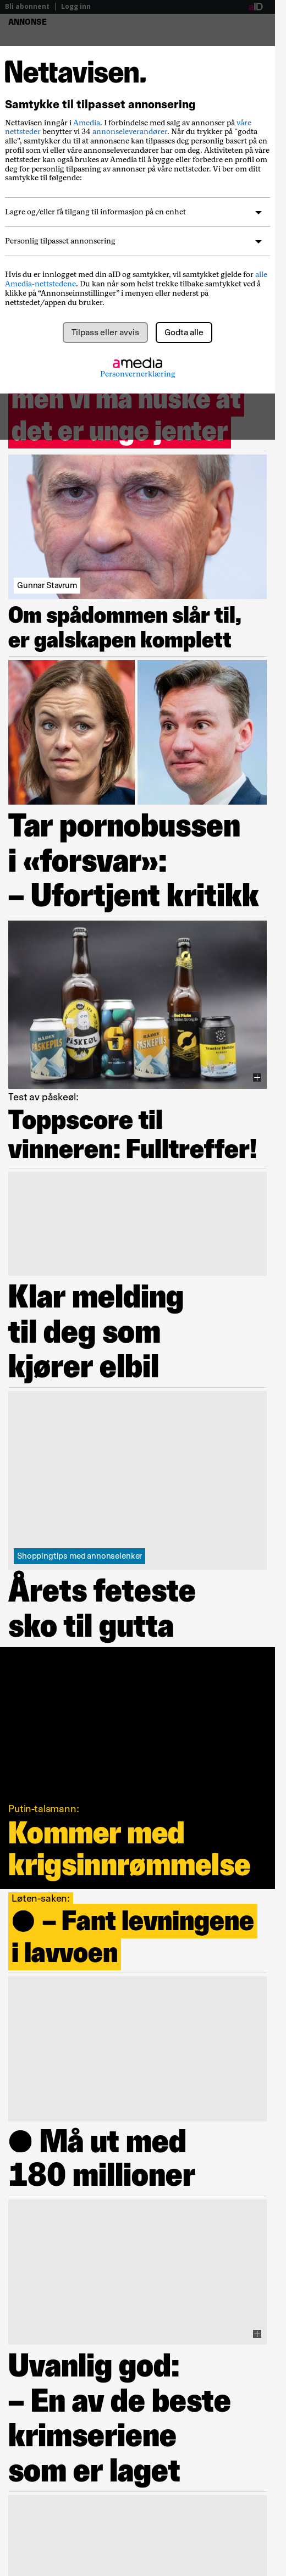 Bli abonnent | Logg inn
aID
ANNONSE
Nettavisen.
Samtykke til tilpasset annonsering
Nettavisen inngår i Amedia. I forbindelse med salg av annonser på våre
nettsteder benytter vi 34 annonseleverandører. Når du trykker på "godta
alle", samtykker du til at annonsene kan tilpasses deg personlig basert på en
profil som vi eller våre annonseleverandører har om deg. Aktiviteten på våre
nettsteder kan også brukes av Amedia til å bygge eller forbedre en profil om
deg for personlig tilpasning av annonser på våre nettsteder. Vi ber om ditt
samtykke til følgende:
Lagre og/eller få tilgang til informasjon på en enhet
Personlig tilpasset annonsering
Hvis du er innlogget med din aID og samtykker, vil samtykket gjelde for alle
Amedia-nettstedene. Du kan når som helst trekke tilbake samtykket ved å
klikke på “Annonseinnstillinger” i menyen eller nederst på
nettstedet/appen du bruker.
Tilpass eller avvis
Godta alle
amedia
Personvernerklæring
men vi må huske at
det er unge jenter
Gunnar Stavrum
Om spådommen slår til,
er galskapen komplett
Tar pornobussen
i «forsvar»:
– Ufortjent kritikk
Test av påskeøl:
Toppscore til
vinneren: Fulltreffer!
Klar melding
til deg som
kjører elbil
Shoppingtips med annonselenker
Årets feteste
sko til gutta
Putin-talsmann:
Kommer med
krigsinnrømmelse
Løten-saken:
– Fant levningene
i lavvoen
Må ut med
180 millioner
Uvanlig god:
– En av de beste
krimseriene
som er laget